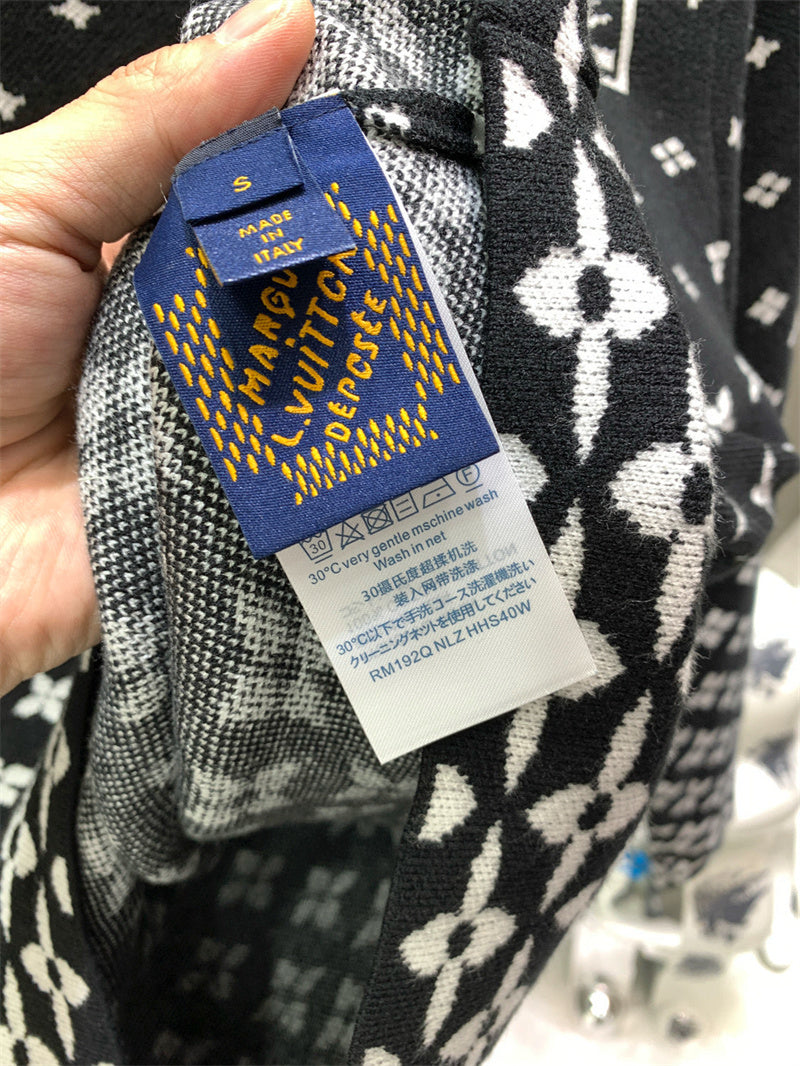 S
MADE
IN
ITALY
MARQU
L.VUITTON
DEPOSÉE
30
30°C very gentle mschine wash
Wash in net
30摄氏度超揉机洗
装入网带洗涤
30℃以下で手洗コース洗濯機洗い
クリーニングネットを使用してください
RM192Q NLZ HHS40W